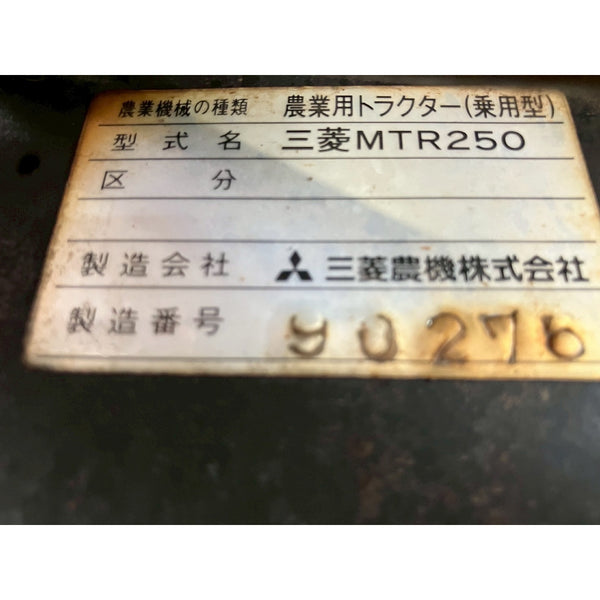 農業機械の種類 農業用トラクター(乗用型)
型式名 三菱MTR250
区分
製造会社 三菱農機株式会社
製造番号 90276